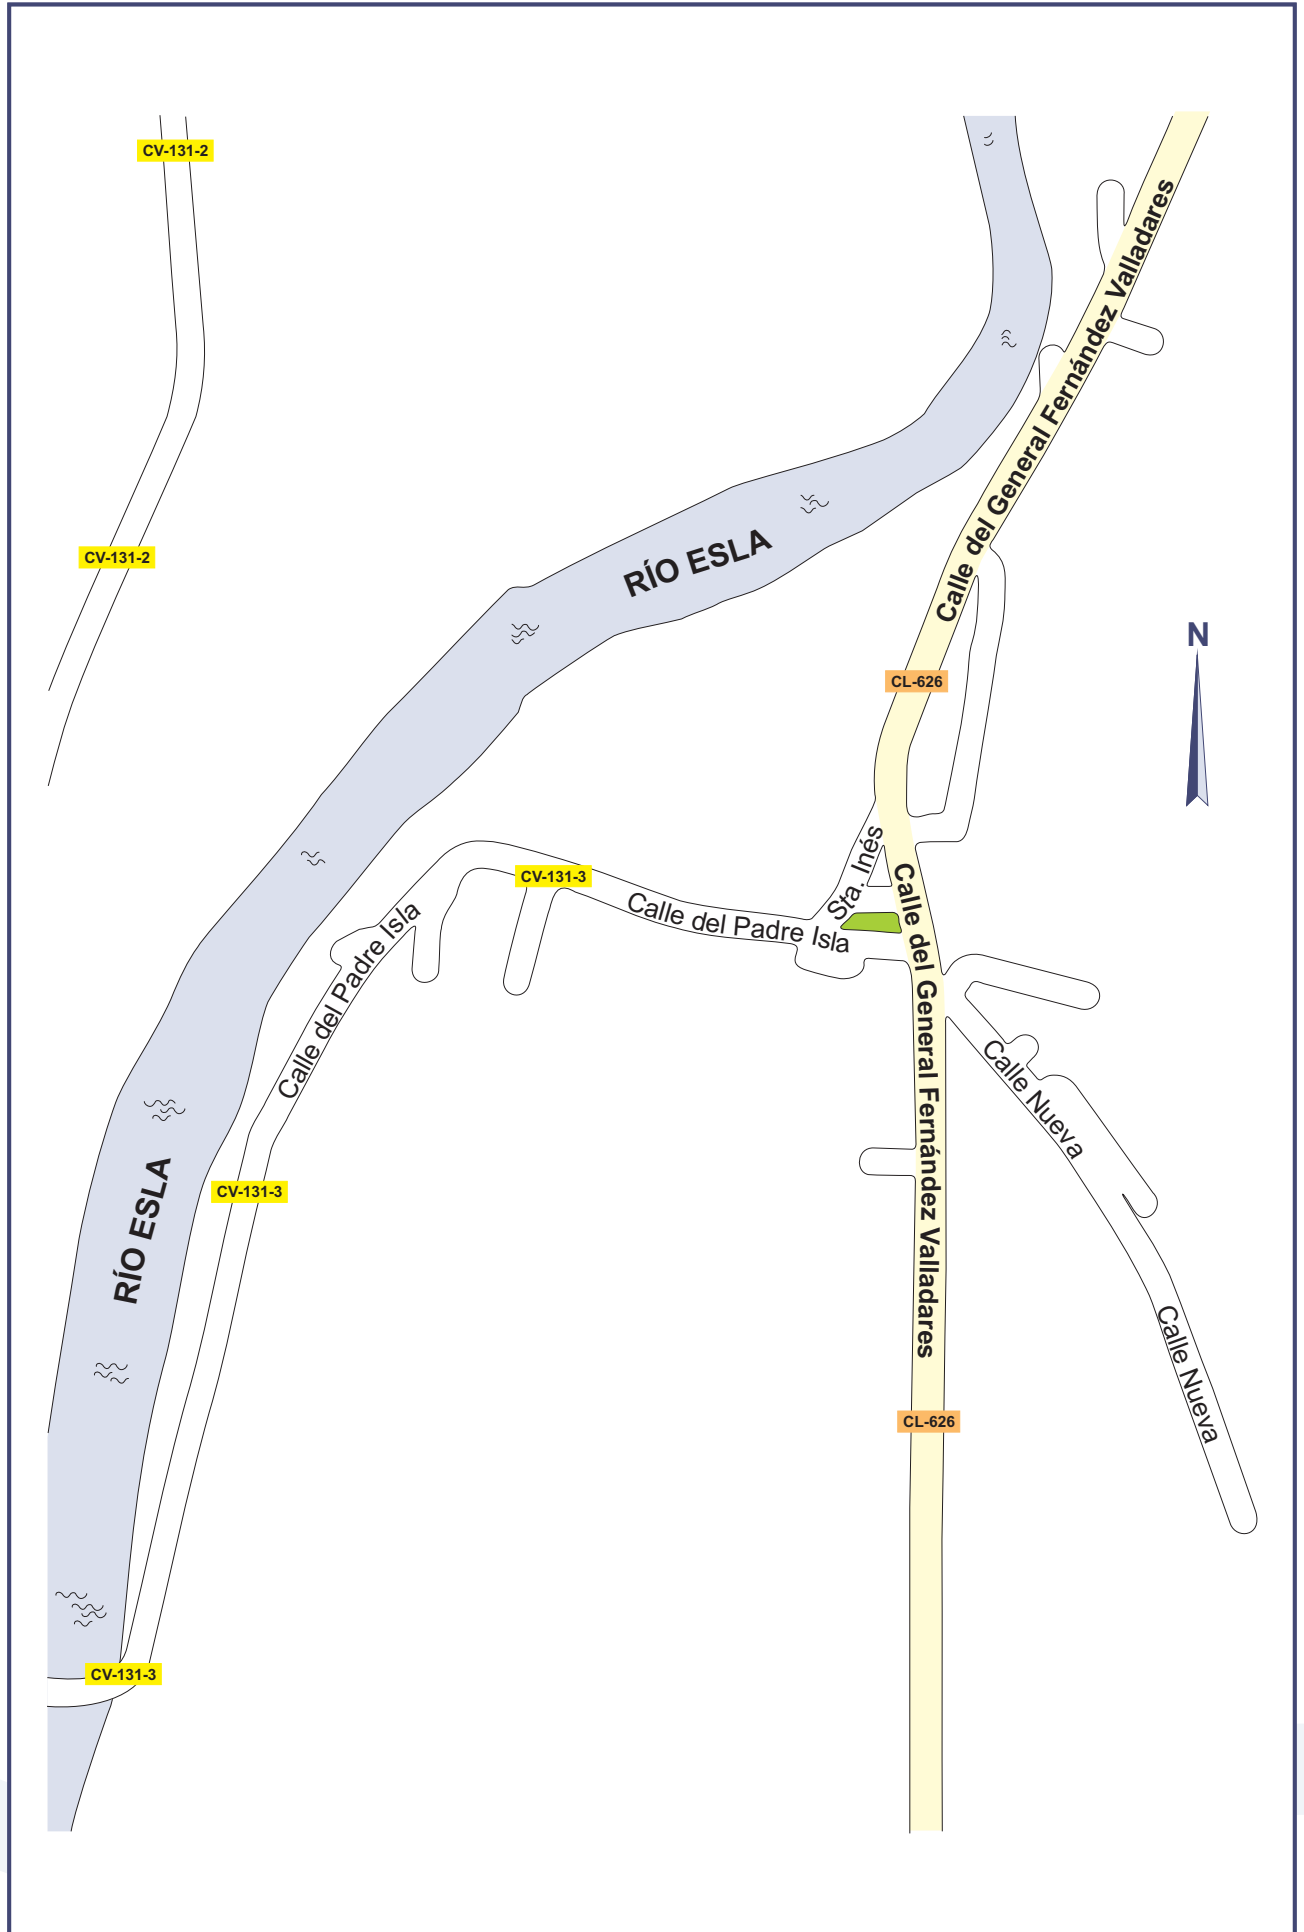 CV-131-2
Calle del General Fernández Valladares
CV-131-2
RÍO ESLA
N
CL-626
Sta. Inés
CV-131-3
Calle del Padre Isla
Calle del Padre Isla
Calle del General Fernández Valladares
Calle Nueva
RÍO ESLA
CV-131-3
Calle Nueva
CL-626
CV-131-3